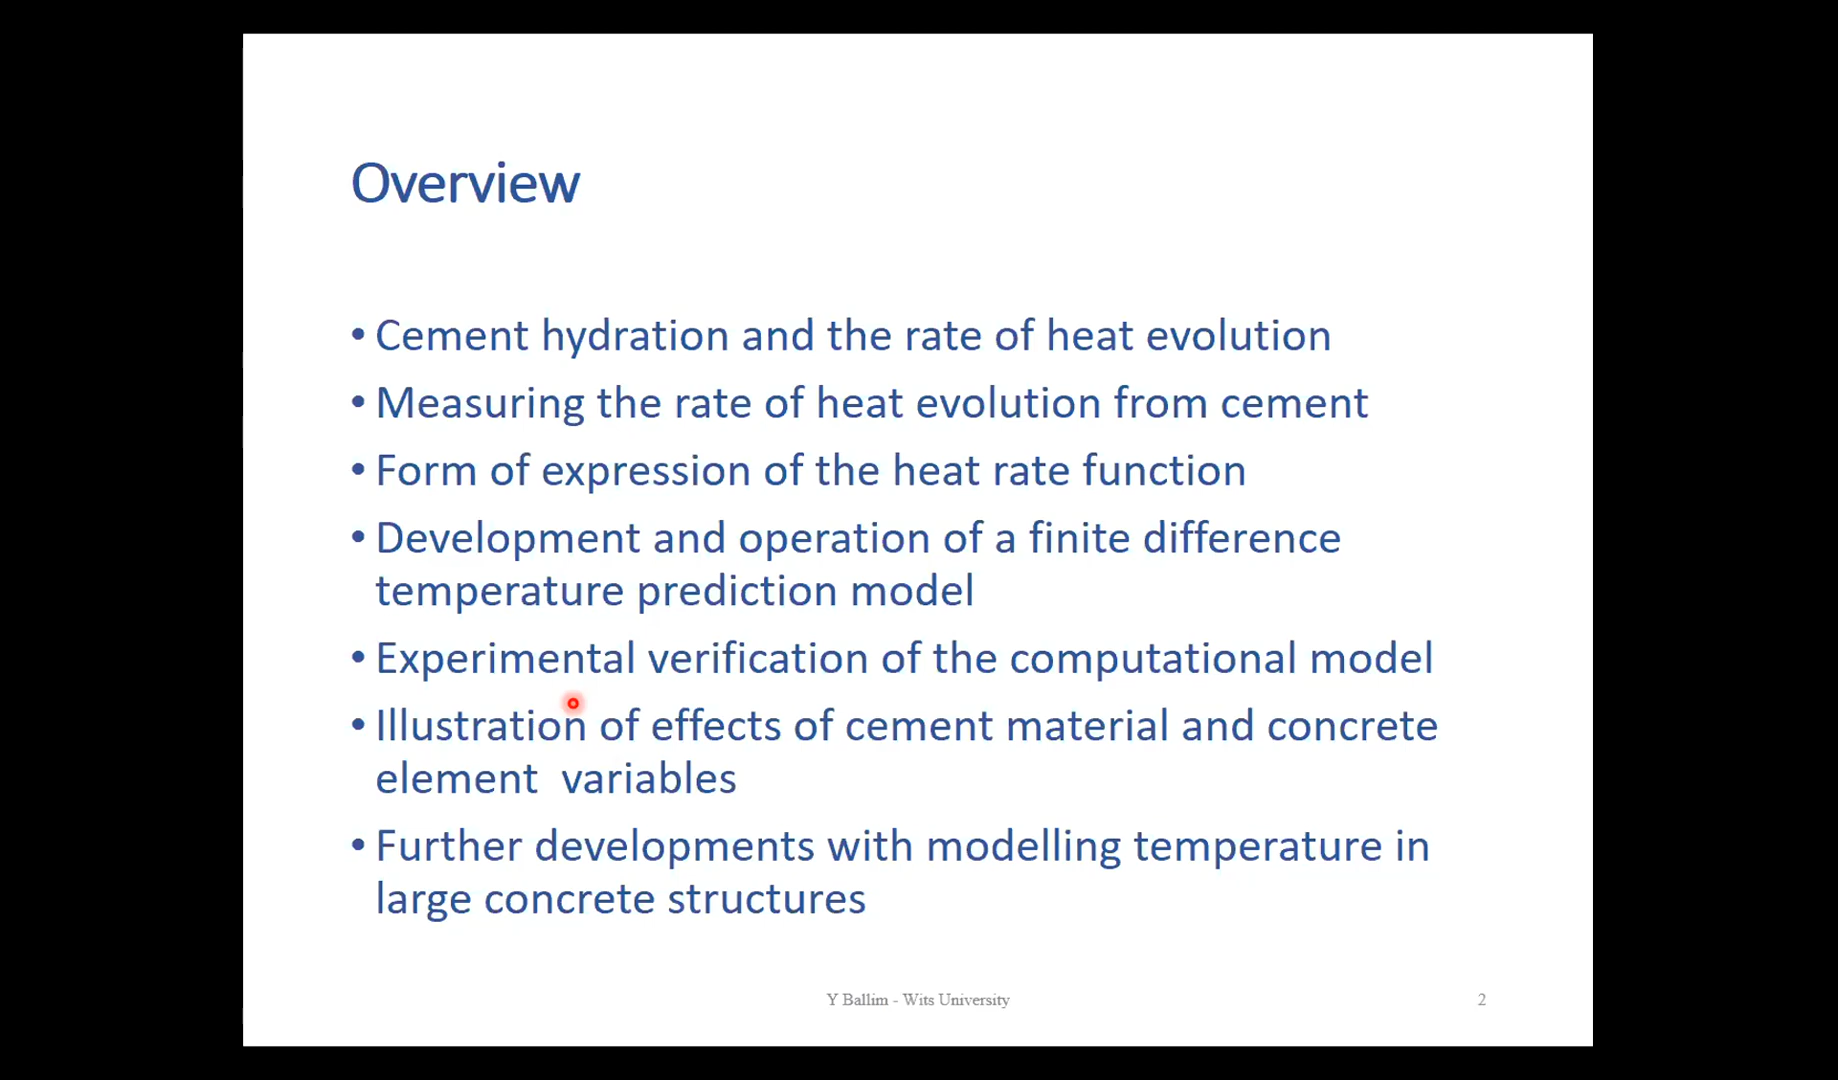 Overview
• Cement hydration and the rate of heat evolution
• Measuring the rate of heat evolution from cement
• Form of expression of the heat rate function
• Development and operation of a finite difference
temperature prediction model
• Experimental verification of the computational model
• Illustration of effects of cement material and concrete
element  variables
• Further developments with modelling temperature in
large concrete structures
Y Ballim - Wits University
2